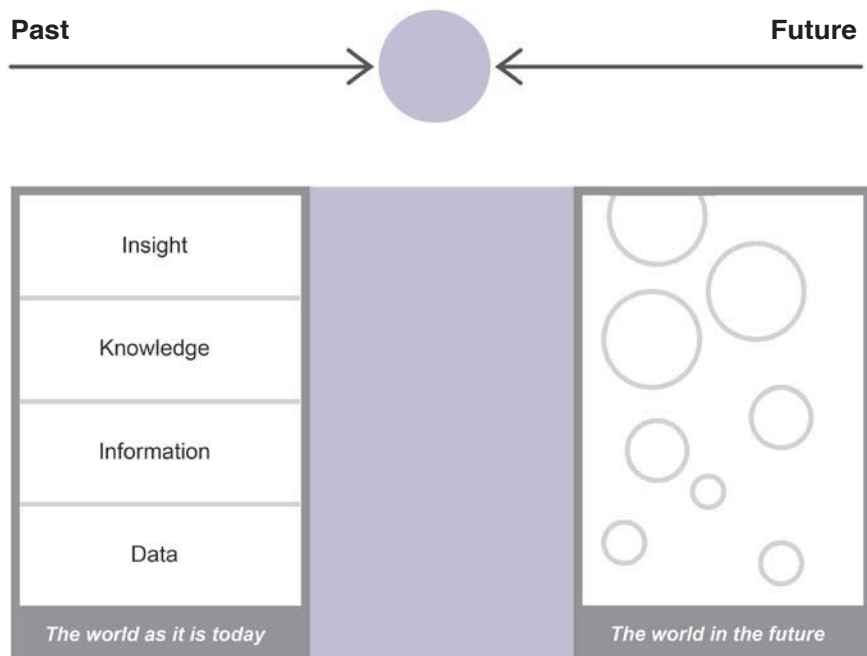 Past
Future
Insight
Knowledge
Information
Data
The world as it is today
The world in the future